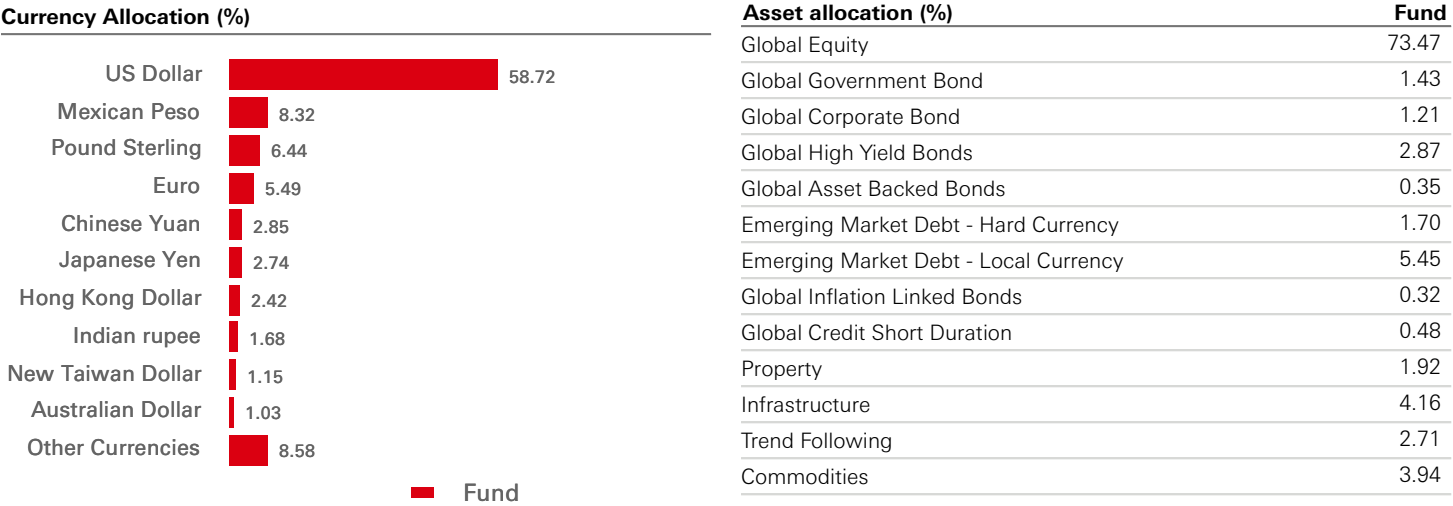 Currency Allocation (%)
US Dollar 58.72
Mexican Peso 8.32
Pound Sterling 6.44
Euro 5.49
Chinese Yuan 2.85
Japanese Yen 2.74
Hong Kong Dollar 2.42
Indian rupee 1.68
New Taiwan Dollar 1.15
Australian Dollar 1.03
Other Currencies 8.58
Fund
Asset allocation (%) Fund
Global Equity 73.47
Global Government Bond 1.43
Global Corporate Bond 1.21
Global High Yield Bonds 2.87
Global Asset Backed Bonds 0.35
Emerging Market Debt - Hard Currency 1.70
Emerging Market Debt - Local Currency 5.45
Global Inflation Linked Bonds 0.32
Global Credit Short Duration 0.48
Property 1.92
Infrastructure 4.16
Trend Following 2.71
Commodities 3.94